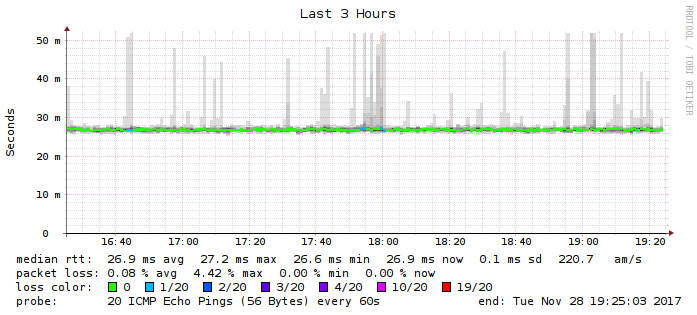 Last 3 Hours
RRDTOOL / TOBI OETIKER
Seconds
50 m
40 m
30 m
20 m
10 m
0
16:40 17:00 17:20 17:40 18:00 18:20 18:40 19:00 19:20
median rtt: 26.9 ms avg 27.2 ms max 26.6 ms min 26.9 ms now 0.1 ms sd 220.7 am/s
packet loss: 0.08 % avg 4.42 % max 0.00 % min 0.00 % now
loss color: 0 1/20 2/20 3/20 4/20 10/20 19/20
probe: 20 ICMP Echo Pings (56 Bytes) every 60s end: Tue Nov 28 19:25:03 2017